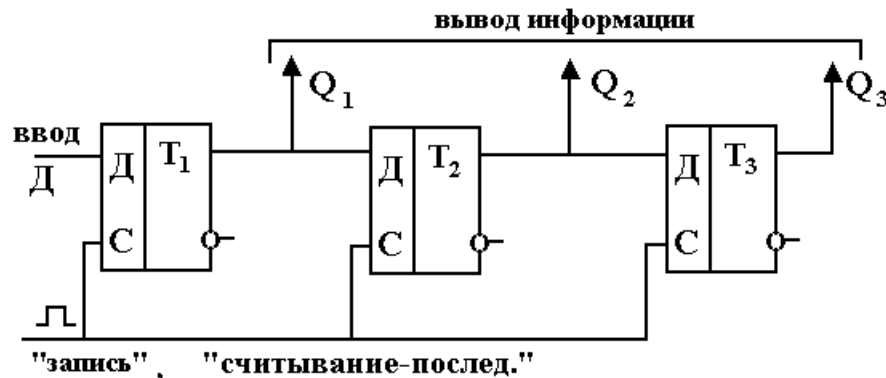 вывод информации
Q1 Q2 Q3
ввод
Д
Д T1 Д T2 Д T3
С С С
"запись", "считывание-послед."